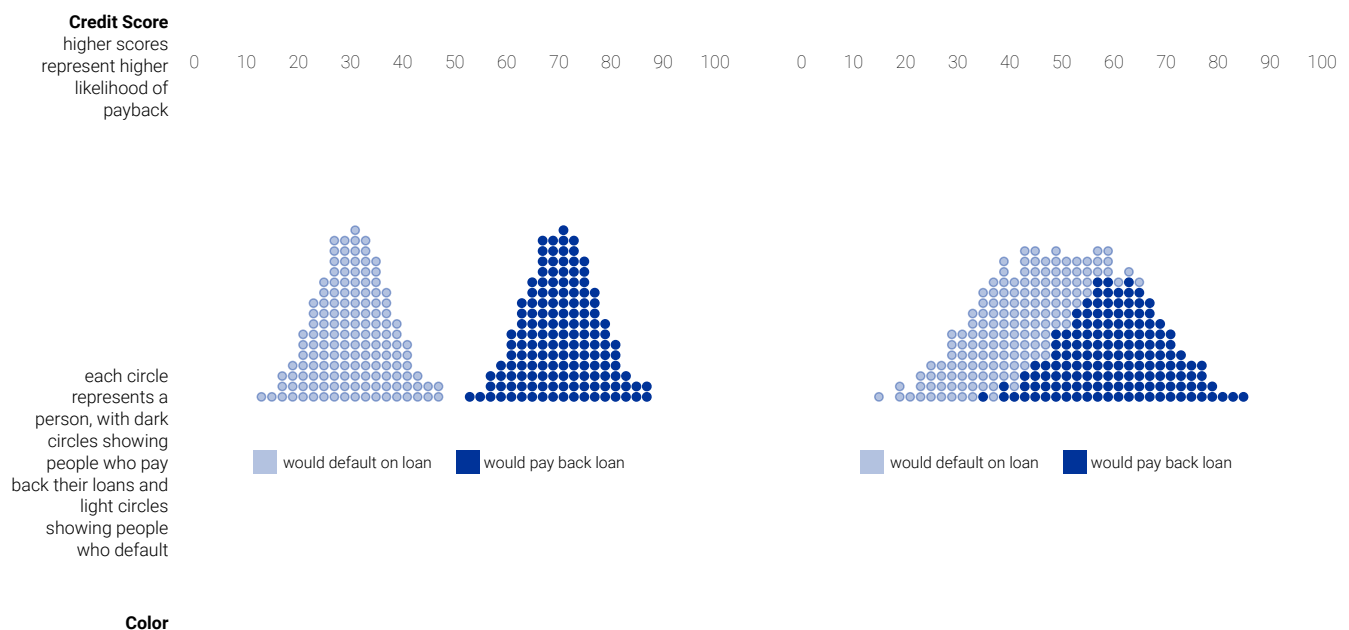 Credit Score
higher scores
represent higher
likelihood of
payback
0 10 20 30 40 50 60 70 80 90 100
0 10 20 30 40 50 60 70 80 90 100
each circle
represents a
person, with dark
circles showing
people who pay
back their loans and
light circles
showing people
who default
would default on loan would pay back loan
would default on loan would pay back loan
Color